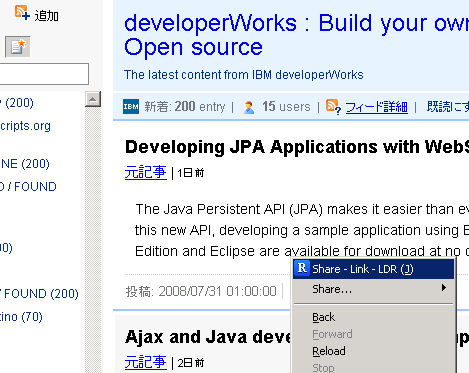 追加
P (200)
cripts.org
NE (200)
D / FOUND
00)
/ FOUND (200)
tino (70)
developerWorks : Build your own
Open source
The latest content from IBM developerWorks
IBM 新着: 200 entry | 15 users | フィード詳細 | 既読にす
Developing JPA Applications with WebS
元記事 | 1日前
The Java Persistent API (JPA) makes it easier than ev
this new API, developing a sample application using E
Edition and Eclipse are available for download at no c
投稿: 2008/07/31 01:00:00
R Share - Link - LDR (J)
Share...
Back
Forward
Reload
Stop
Ajax and Java deve
元記事 | 2日前